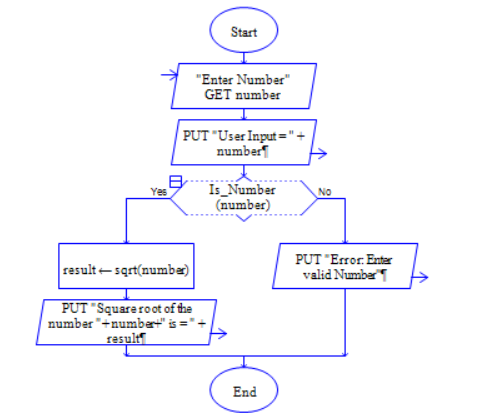 Start
"Enter Number"
GET number
PUT "User Input = " +
number¶
Is_Number
(number)
Yes
No
result ← sqrt(number)
PUT "Error: Enter
valid Number"¶
PUT "Square root of the
number "+number+" is = " +
result¶
End